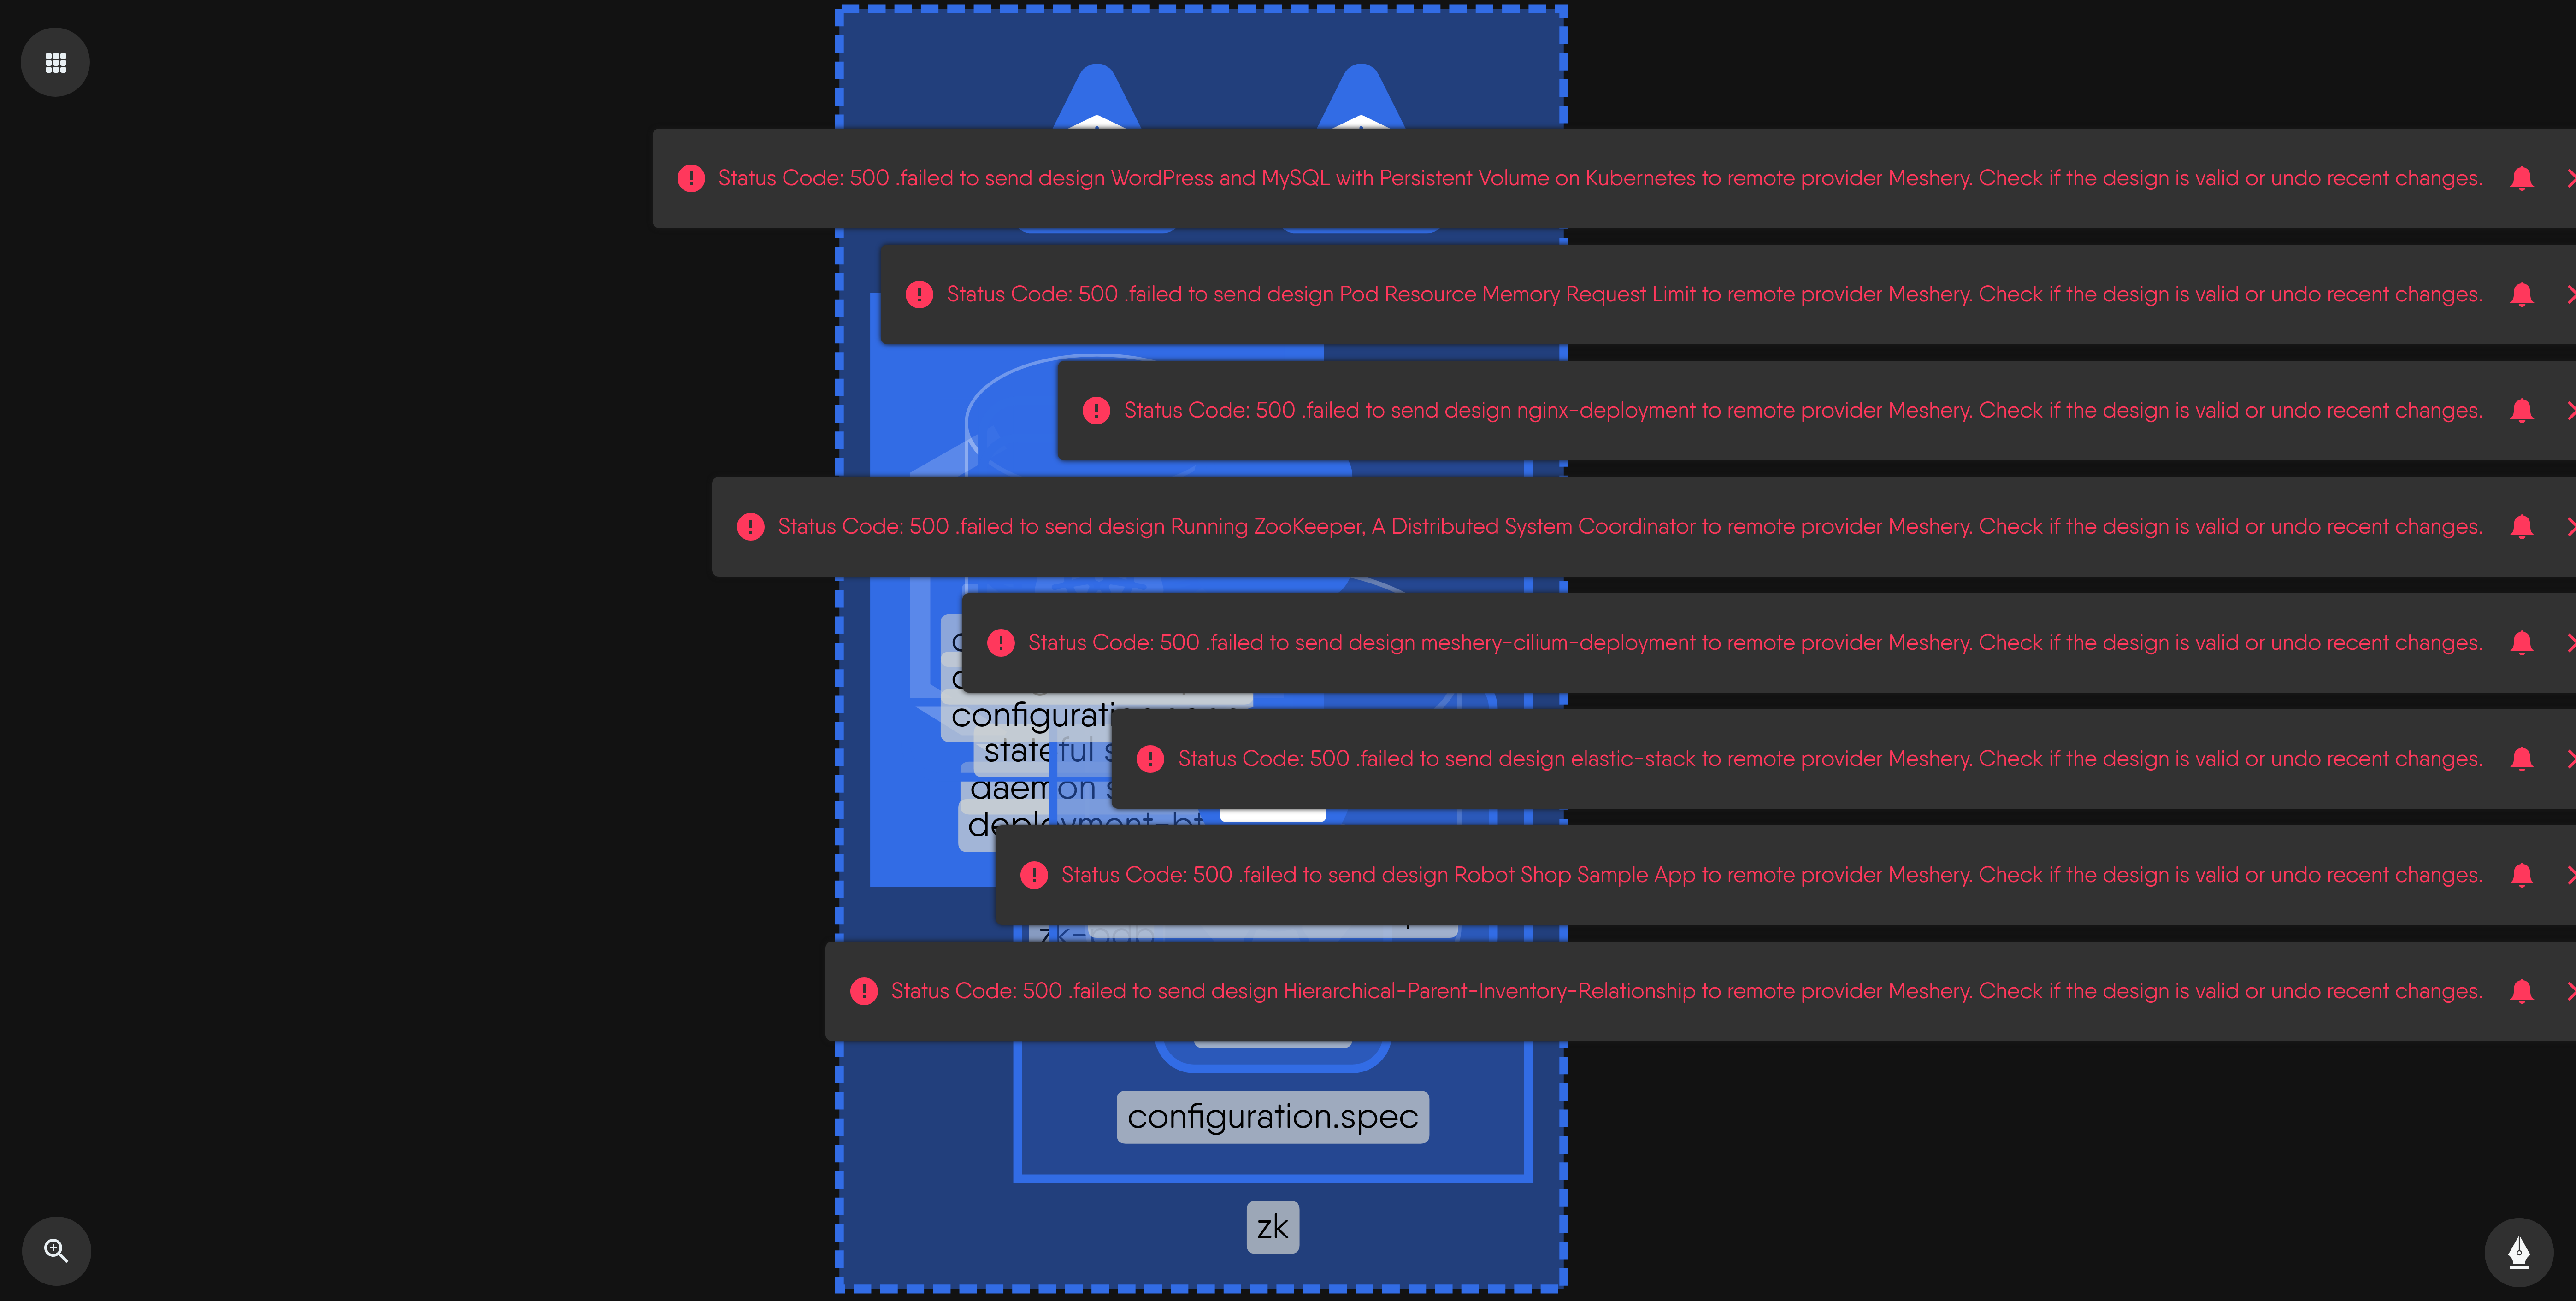 Status Code: 500 .failed to send design WordPress and MySQL with Persistent Volume on Kubernetes to remote provider Meshery. Check if the design is valid or undo recent changes.
Status Code: 500 .failed to send design Pod Resource Memory Request Limit to remote provider Meshery. Check if the design is valid or undo recent changes.
Status Code: 500 .failed to send design nginx-deployment to remote provider Meshery. Check if the design is valid or undo recent changes.
Status Code: 500 .failed to send design Running ZooKeeper, A Distributed System Coordinator to remote provider Meshery. Check if the design is valid or undo recent changes.
Status Code: 500 .failed to send design meshery-cilium-deployment to remote provider Meshery. Check if the design is valid or undo recent changes.
configuration.spec
stateful s
Status Code: 500 .failed to send design elastic-stack to remote provider Meshery. Check if the design is valid or undo recent changes.
daemon s
deployment-bt
Status Code: 500 .failed to send design Robot Shop Sample App to remote provider Meshery. Check if the design is valid or undo recent changes.
zk-pdb
Status Code: 500 .failed to send design Hierarchical-Parent-Inventory-Relationship to remote provider Meshery. Check if the design is valid or undo recent changes.
configuration.spec
zk